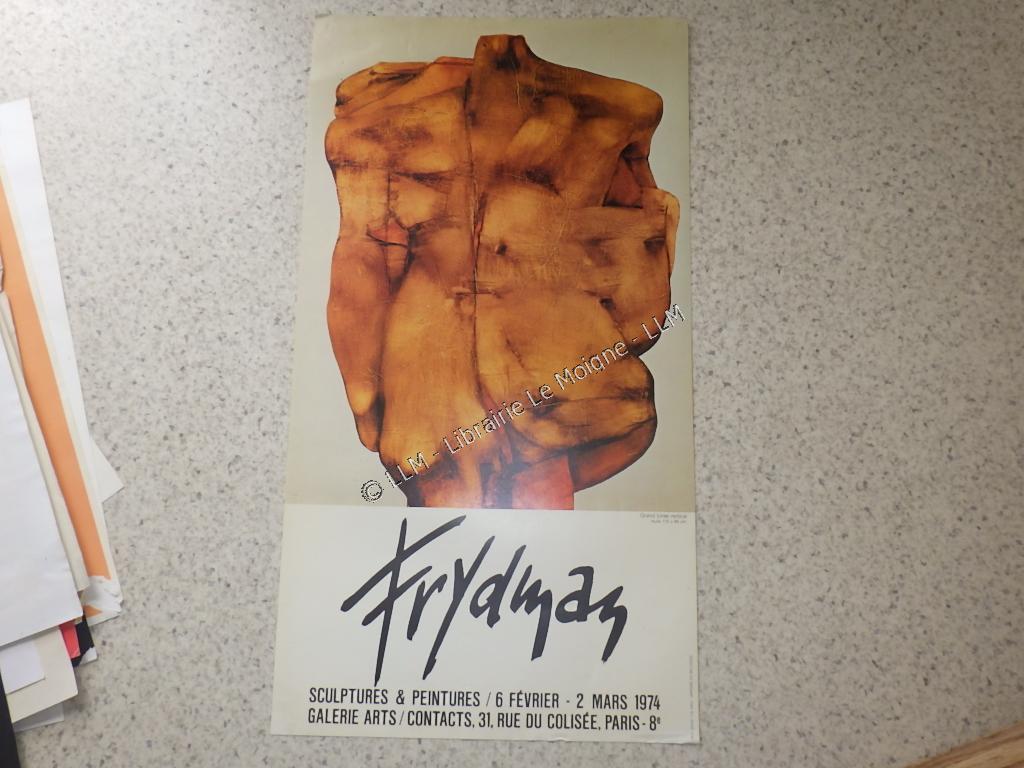 © LLM - Librairie Le Moigne - LLM
Frydman
SCULPTURES & PEINTURES / 6 FÉVRIER - 2 MARS 1974
GALERIE ARTS / CONTACTS, 31, RUE DU COLISÉE, PARIS - 8e